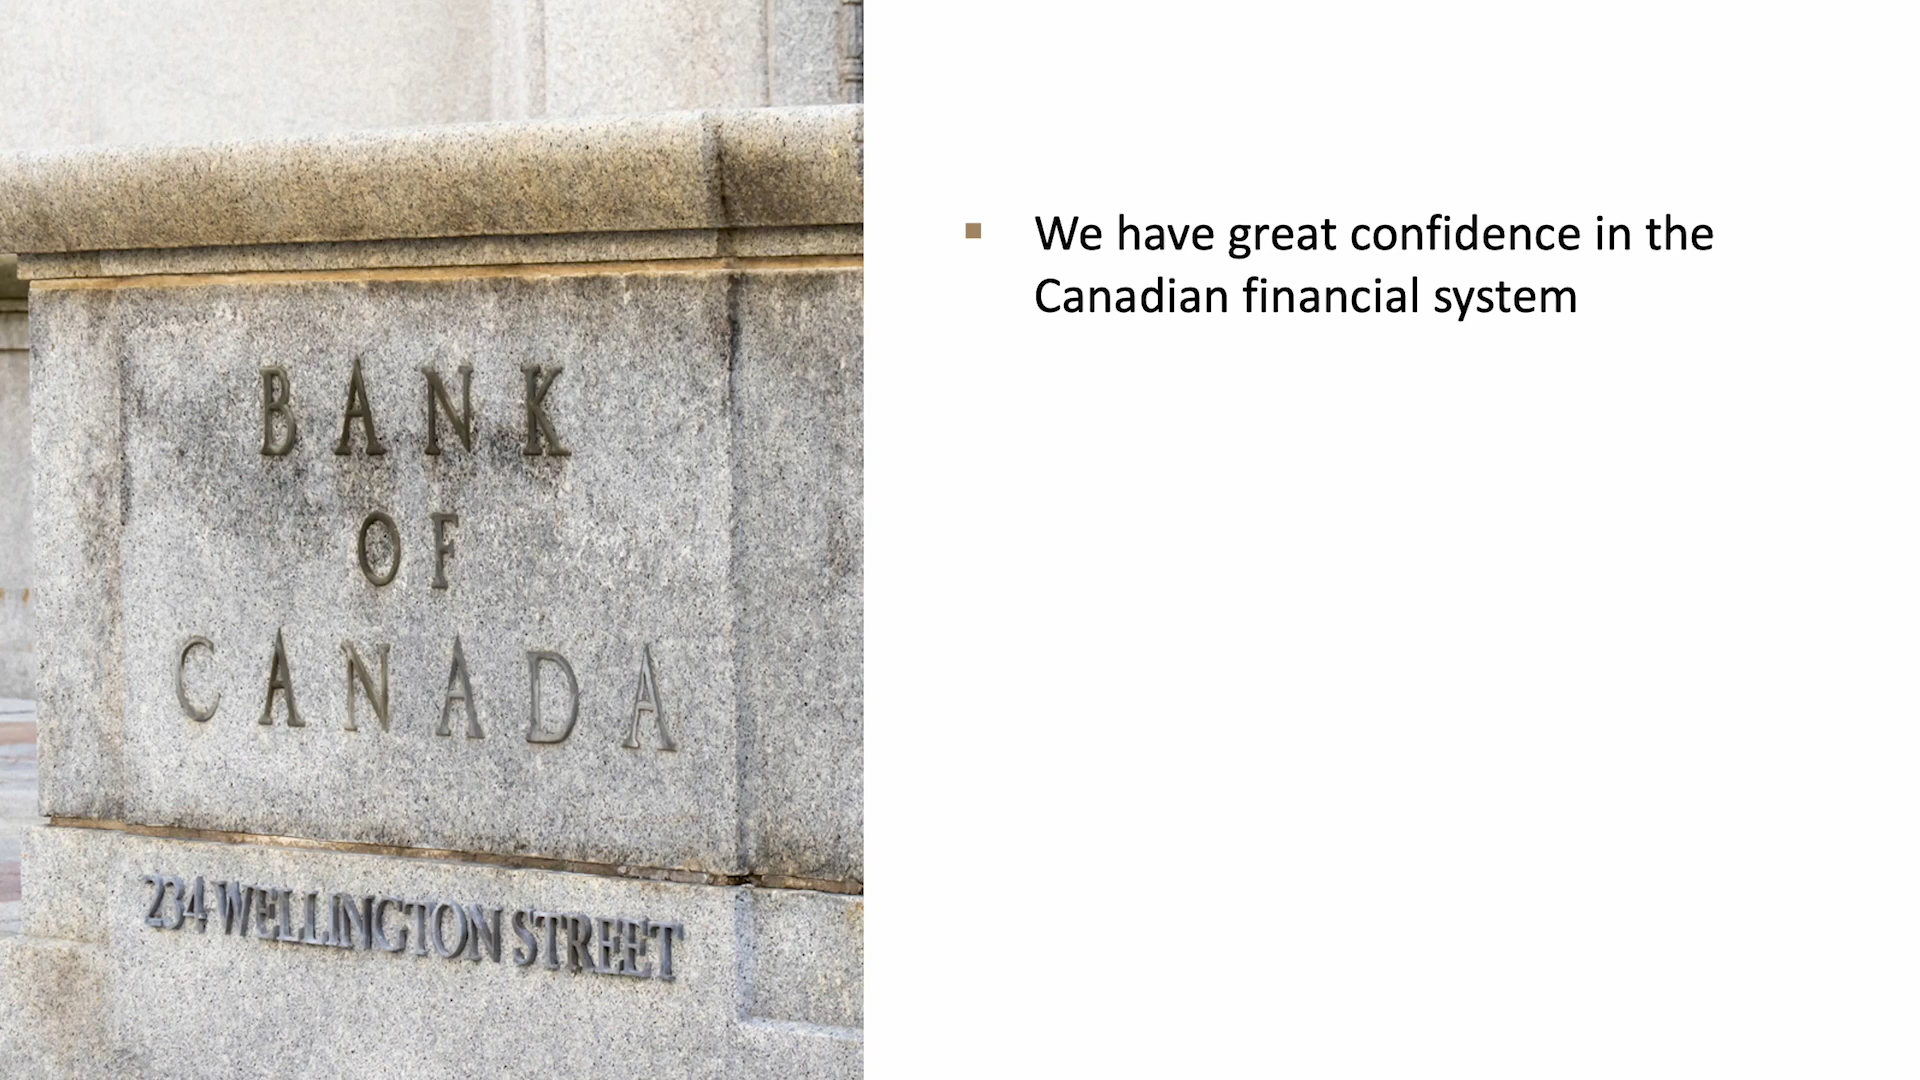 BANK
OF
CANADA
234 WELLINGTON STREET
We have great confidence in the
Canadian financial system